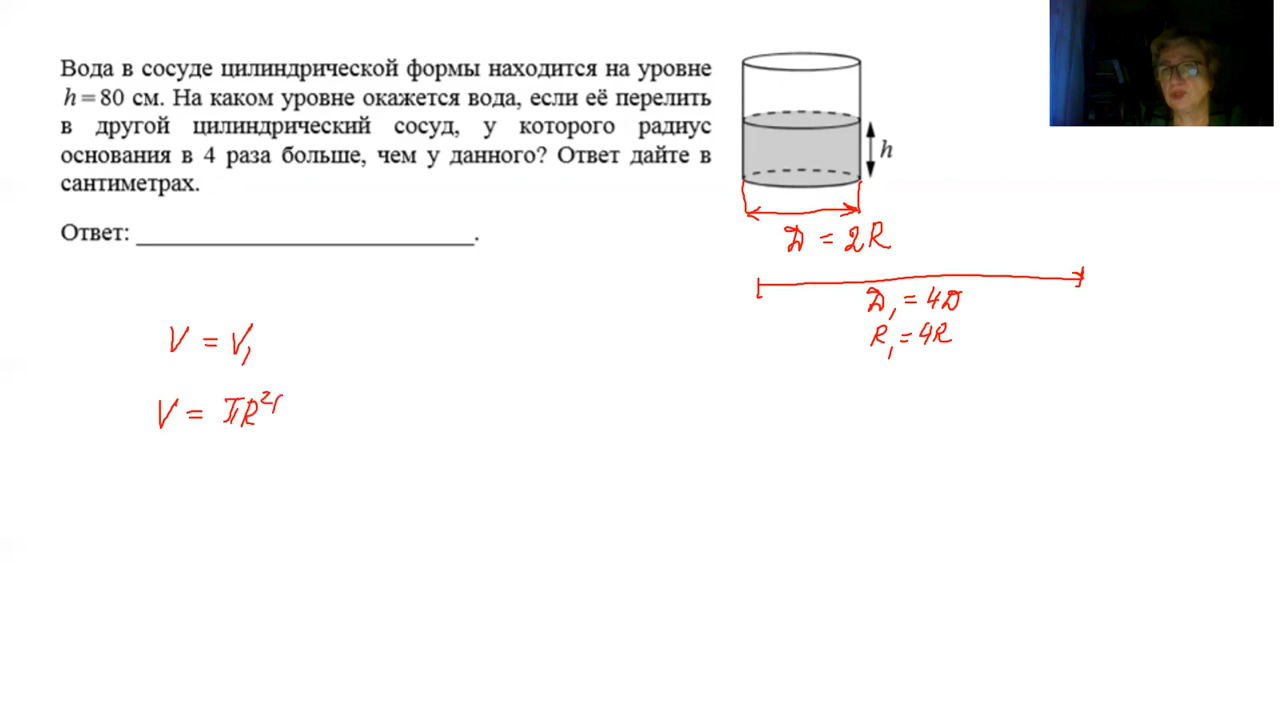 Вода в сосуде цилиндрической формы находится на уровне
h = 80 см. На каком уровне окажется вода, если её перелить
в другой цилиндрический сосуд, у которого радиус
основания в 4 раза больше, чем у данного? Ответ дайте в
сантиметрах.
Ответ: ____________________.
h
D = 2R
D₁ = 4D
R₁ = 4R
V = V₁
V = πR²